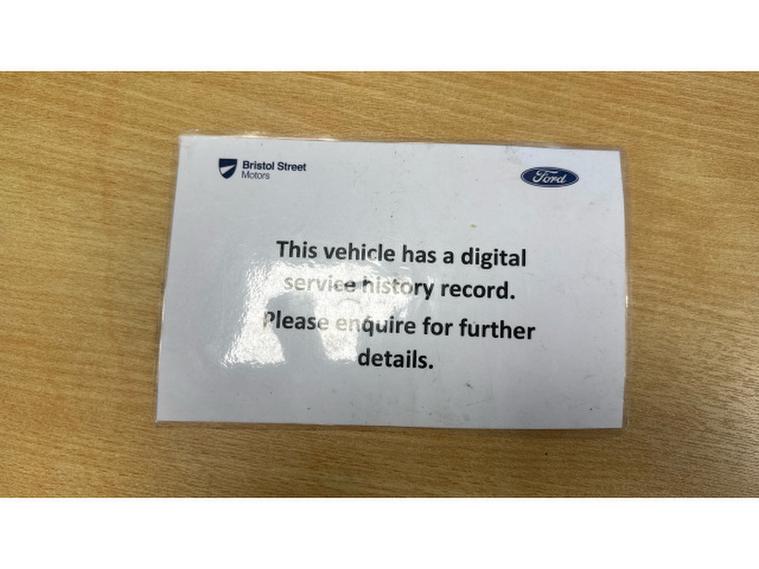 Bristol Street
Motors
Ford
This vehicle has a digital
service history record.
Please enquire for further
details.